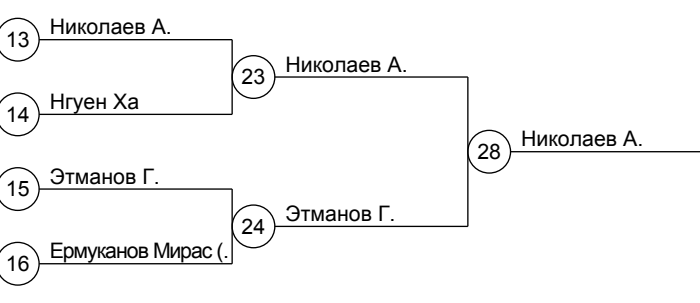 13 Николаев А.
23 Николаев А.
14 Нгуен Ха
28 Николаев А.
15 Этманов Г.
24 Этманов Г.
16 Ермуканов Мирас (.